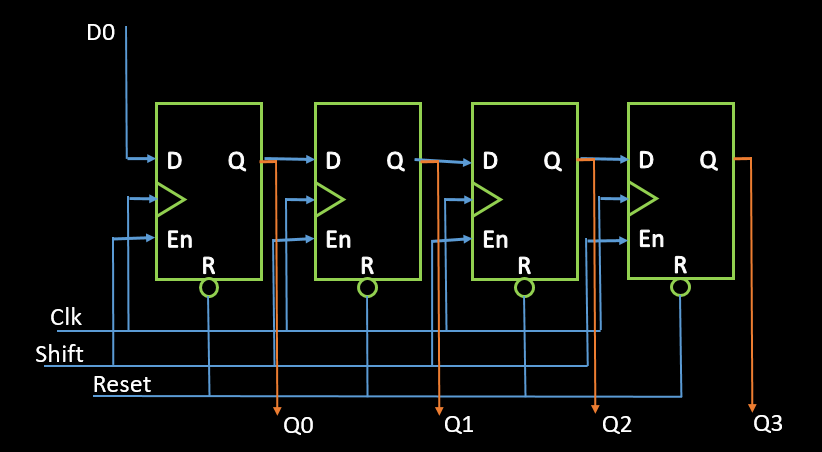 D0
D Q D Q D Q D Q
En En En En
R R R R
Clk
Shift
Reset
Q0 Q1 Q2 Q3